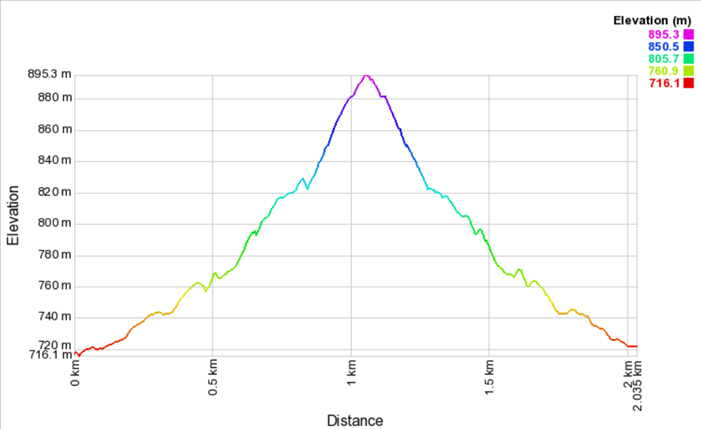 Elevation (m)
895.3
850.5
805.7
760.9
716.1
895.3 m
880 m
860 m
840 m
820 m
800 m
780 m
760 m
740 m
720 m
716.1 m
Elevation
0 km
0.5 km
1 km
1.5 km
2 km
2.035 km
Distance